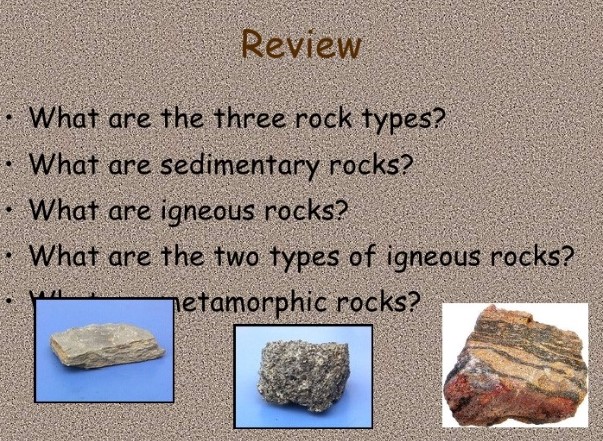 Review
• What are the three rock types?
• What are sedimentary rocks?
• What are igneous rocks?
• What are the two types of igneous rocks?
• metamorphic rocks?